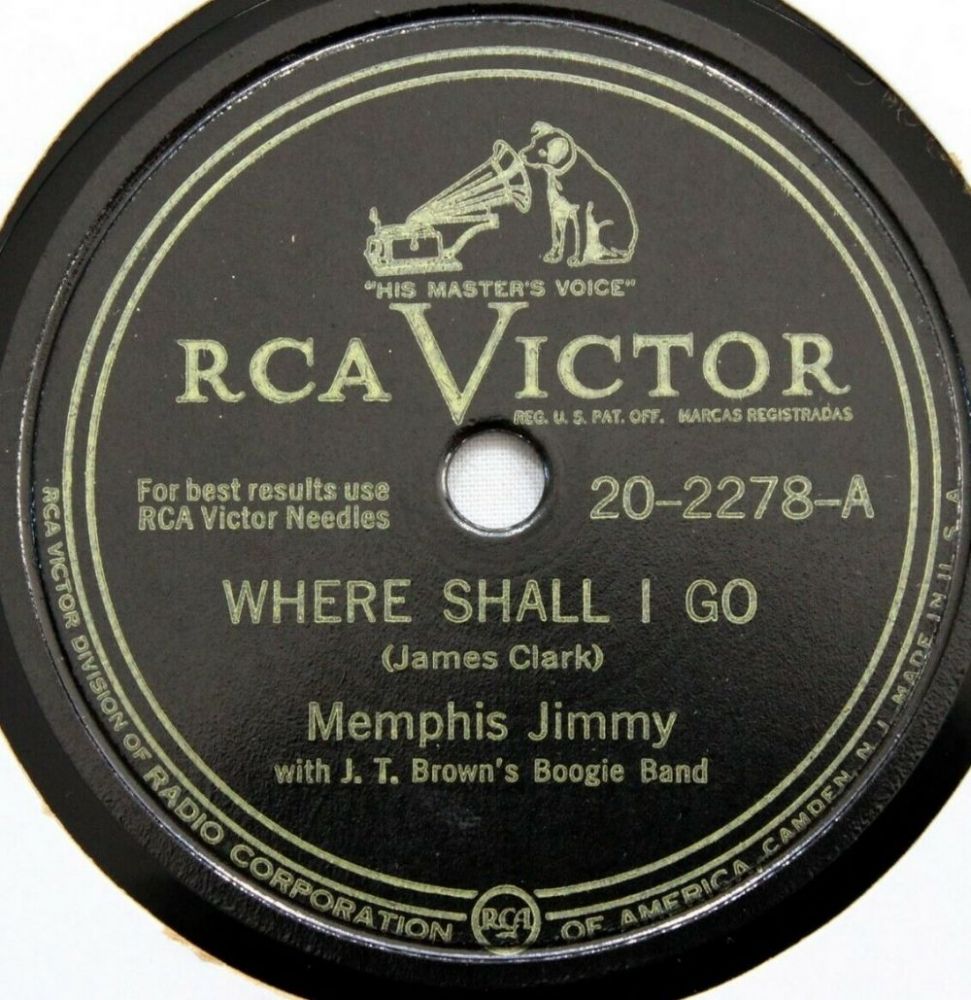 "HIS MASTER'S VOICE"
RCA VICTOR
REG. U. S. PAT. OFF. MARCAS REGISTRADAS
For best results use
RCA Victor Needles
20-2278-A
WHERE SHALL I GO
(James Clark)
Memphis Jimmy
with J. T. Brown's Boogie Band
RCA VICTOR DIVISION OF RADIO CORPORATION OF AMERICA, CAMDEN, N. J. MADE IN U. S. A.
RCA